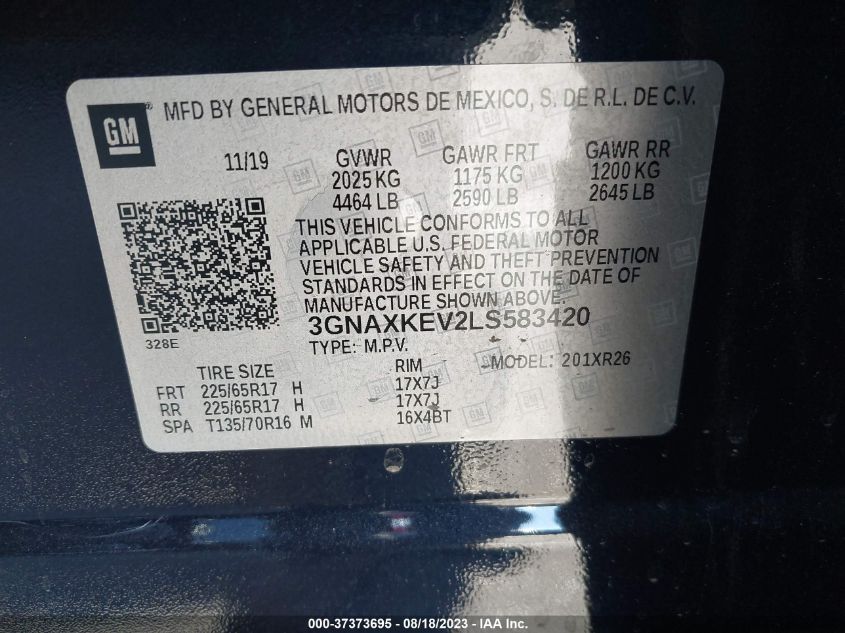 GM
® MFD BY GENERAL MOTORS DE MEXICO, S. DE R.L. DE C.V.
11/19 GVWR GAWR FRT GAWR RR
2025 KG 1175 KG 1200 KG
4464 LB 2590 LB 2645 LB
THIS VEHICLE CONFORMS TO ALL
APPLICABLE U.S. FEDERAL MOTOR
VEHICLE SAFETY AND THEFT PREVENTION
STANDARDS IN EFFECT ON THE DATE OF
MANUFACTURE SHOWN ABOVE.
328E 3GNAXKEV2LS583420
TYPE: M.P.V. MODEL: 201XR26
TIRE SIZE RIM
FRT 225/65R17 H 17X7J
RR 225/65R17 H 17X7J
SPA T135/70R16 M 16X4BT
000-37373695 - 08/18/2023 - IAA Inc.